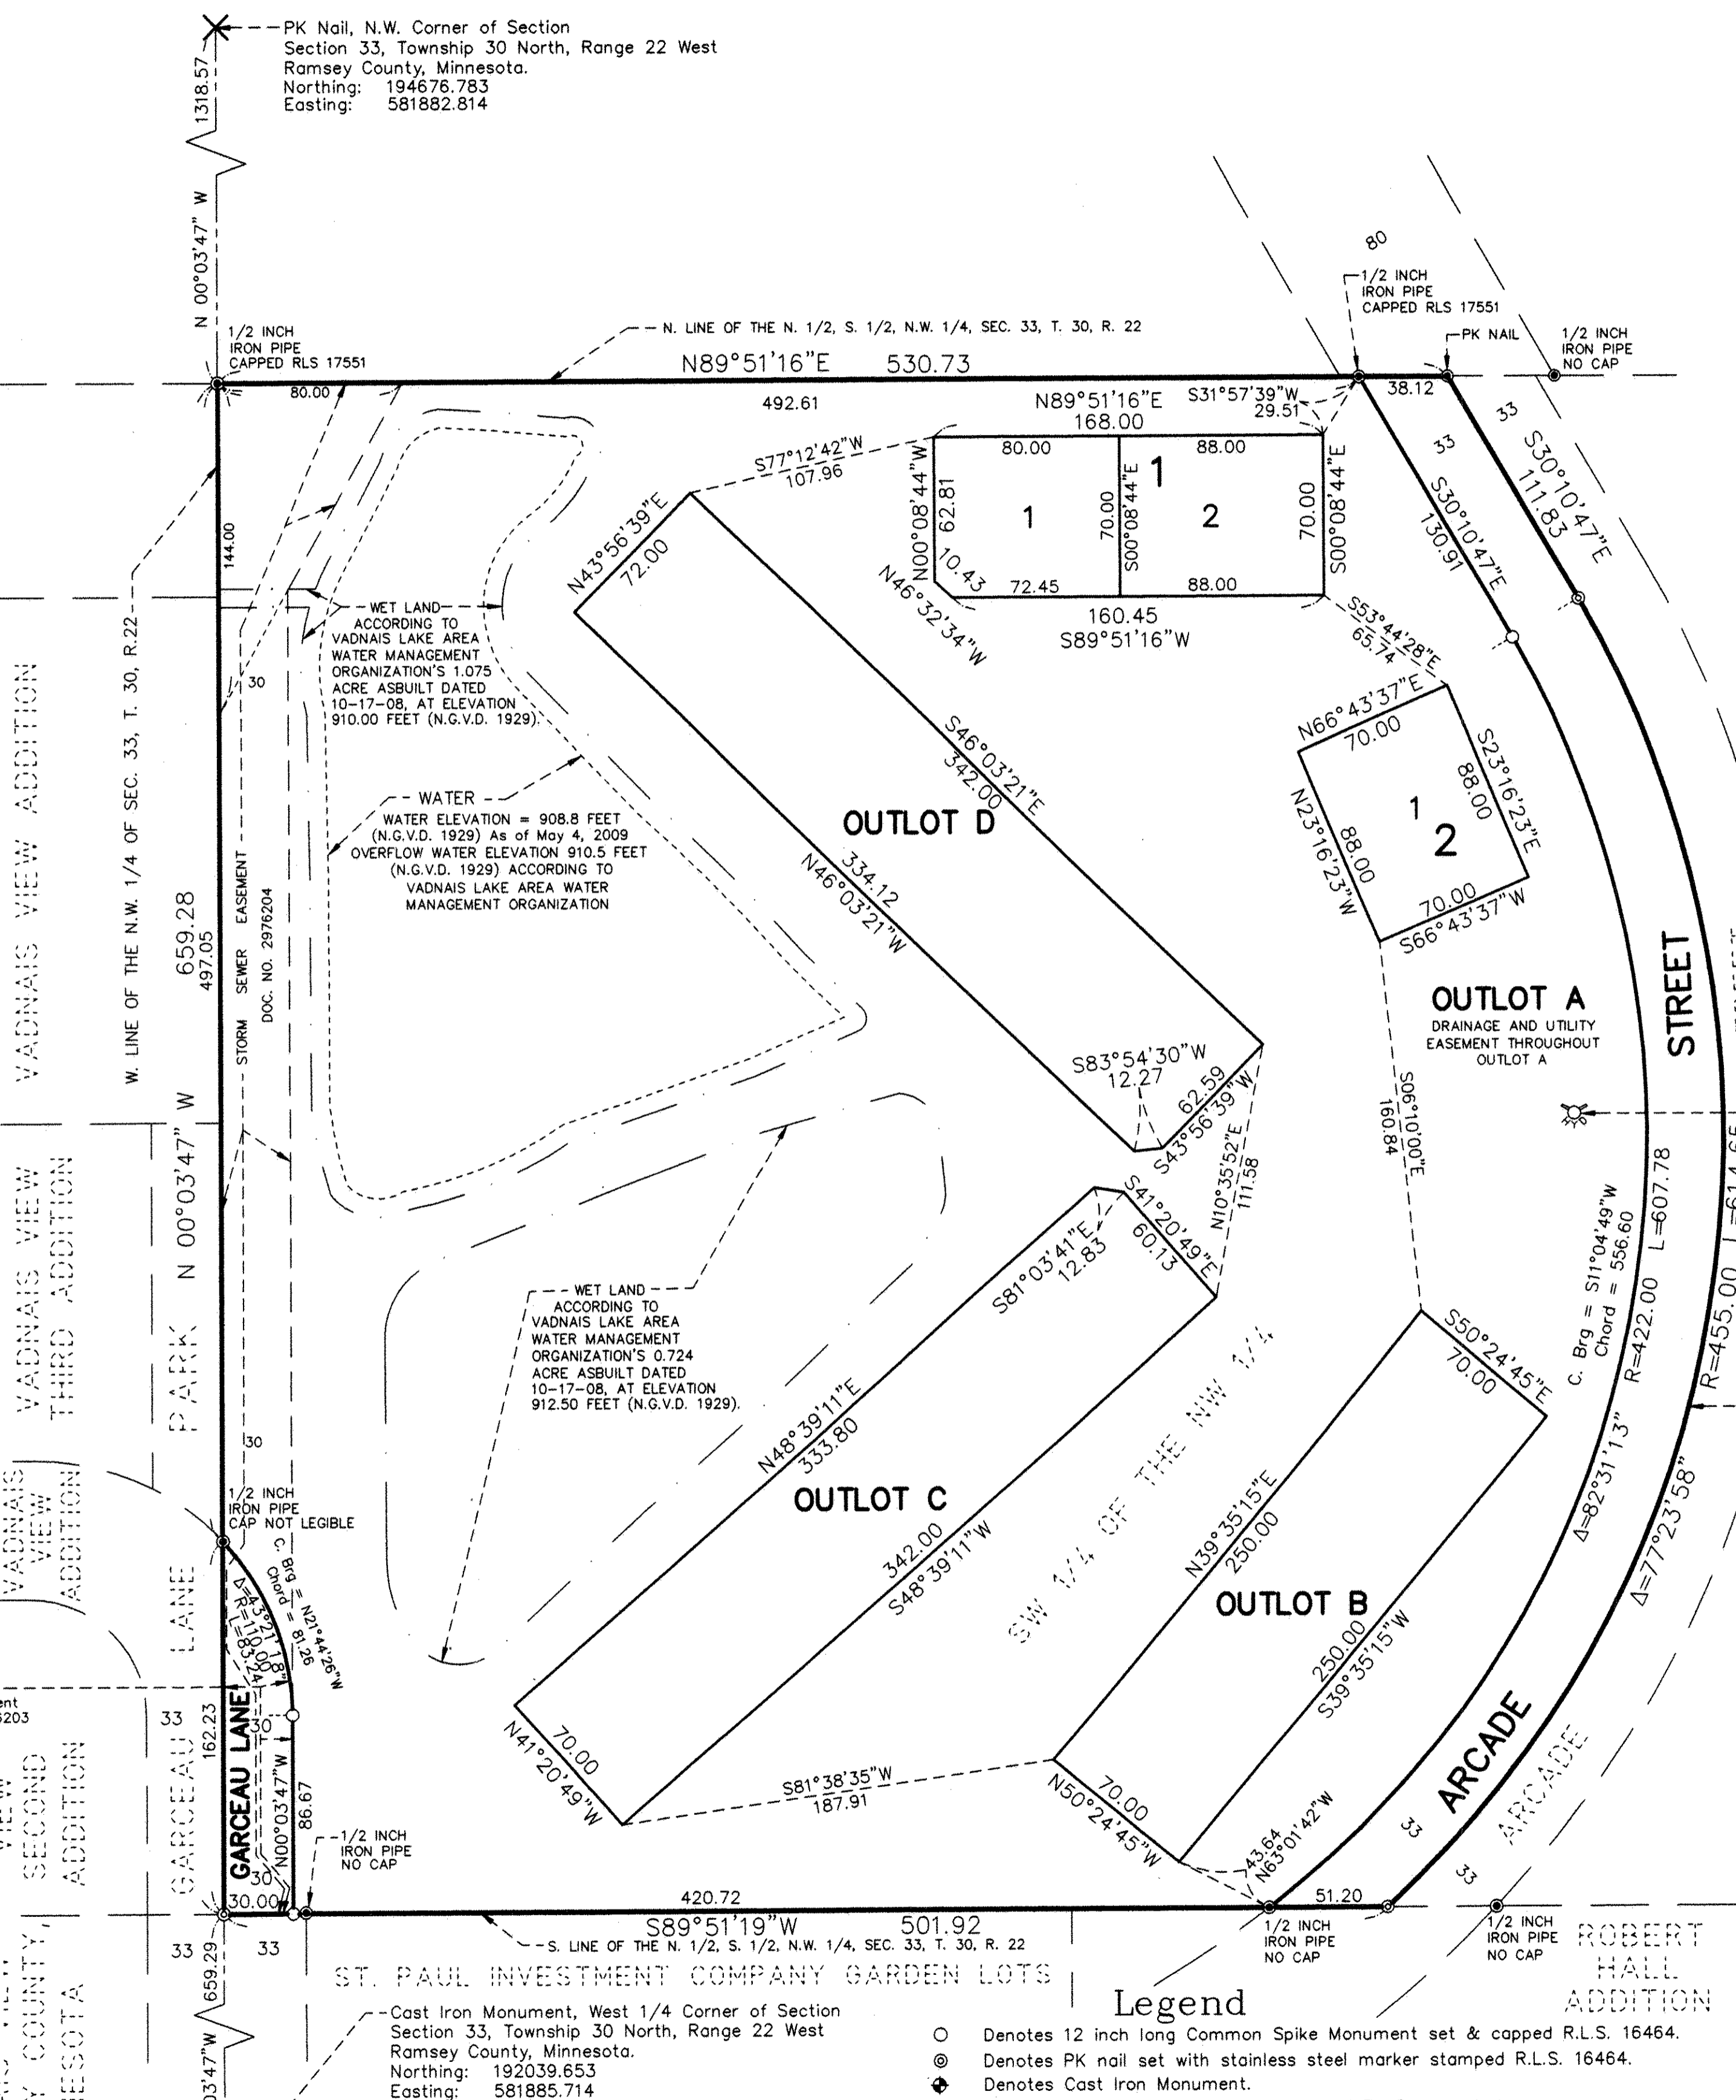 PK Nail, N.W. Corner of Section
Section 33, Township 30 North, Range 22 West
Ramsey County, Minnesota.
Northing: 194676.783
Easting: 581882.814
1318.57
N 00°03'47" W
80
1/2 INCH
IRON PIPE
CAPPED RLS 17551
N. LINE OF THE N. 1/2, S. 1/2, N.W. 1/4, SEC. 33, T. 30, R. 22
1/2 INCH
IRON PIPE
CAPPED RLS 17551
PK NAIL
1/2 INCH
IRON PIPE
NO CAP
N89°51'16"E 530.73
80.00
492.61
N89°51'16"E
168.00
S31°57'39"W
29.51
38.12
33
33
S30°10'47"E
111.83
S30°10'47"E
130.91
S77°12'42"W
107.96
80.00
88.00
1
N00°08'44"W
62.81
1
70.00
S00°08'44"E
2
70.00
S00°08'44"E
10.43
N46°32'34"W
72.45
88.00
160.45
S89°51'16"W
S53°44'28"E
65.74
N43°56'39"E
72.00
144.00
WET LAND
ACCORDING TO
VADNAIS LAKE AREA
WATER MANAGEMENT
ORGANIZATION'S 1.075
ACRE ASBUILT DATED
10-17-08, AT ELEVATION
910.00 FEET (N.G.V.D. 1929).
30
W. LINE OF THE N.W. 1/4 OF SEC. 33, T. 30, R.22
VADNAIS VIEW ADDITION
N66°43'37"E
70.00
S23°16'23"E
88.00
1
2
N23°16'23"W
88.00
70.00
S66°43'37"W
S46°03'21"E
342.00
OUTLOT D
334.12
N46°03'21"W
WATER
WATER ELEVATION = 908.8 FEET
(N.G.V.D. 1929) As of May 4, 2009
OVERFLOW WATER ELEVATION 910.5 FEET
(N.G.V.D. 1929) ACCORDING TO
VADNAIS LAKE AREA WATER
MANAGEMENT ORGANIZATION
659.28
497.05
STORM SEWER EASEMENT
DOC. NO. 2976204
OUTLOT A
DRAINAGE AND UTILITY
EASEMENT THROUGHOUT
OUTLOT A
STREET
S83°54'30"W
12.27
62.59
S43°56'39"W
N10°35'52"E
111.58
S06°10'00"E
160.84
N 00°03'47" W
VADNAIS VIEW
THIRD ADDITION
PARK
S81°03'41"E
12.83
S41°20'49"E
60.13
WET LAND
ACCORDING TO
VADNAIS LAKE AREA
WATER MANAGEMENT
ORGANIZATION'S 0.724
ACRE ASBUILT DATED
10-17-08, AT ELEVATION
912.50 FEET (N.G.V.D. 1929).
C. Brg = S11°04'49"W
Chord = 556.60
R=422.00 L=607.78
Δ=82°31'13"
R=455.00
Δ=77°23'58"
S50°24'45"E
70.00
N48°39'11"E
333.80
OUTLOT C
342.00
S48°39'11"W
SW 1/4 OF THE NW 1/4
N39°35'15"E
250.00
OUTLOT B
250.00
S39°35'15"W
30
1/2 INCH
IRON PIPE
CAP NOT LEGIBLE
VADNAIS
VIEW
ADDITION
LANE
C. Brg = N21°44'26"W
Chord = 81.26
Δ=43°21'18"
R=110.00
L=83.24
33
162.23
GARCEAU LANE
GARCEAU
30
N00°03'47"W
86.67
30
30.00
1/2 INCH
IRON PIPE
NO CAP
SECOND
ADDITION
70.00
N41°20'49"W
S81°38'35"W
187.91
70.00
N50°24'45"W
43.64
N63°01'42"W
ARCADE
ARCADE
33
33
420.72
51.20
S89°51'19"W 501.92
S. LINE OF THE N. 1/2, S. 1/2, N.W. 1/4, SEC. 33, T. 30, R. 22
1/2 INCH
IRON PIPE
NO CAP
1/2 INCH
IRON PIPE
NO CAP
33
33
659.29
ST. PAUL INVESTMENT COMPANY GARDEN LOTS
ROBERT
HALL
ADDITION
Cast Iron Monument, West 1/4 Corner of Section
Section 33, Township 30 North, Range 22 West
Ramsey County, Minnesota.
Northing: 192039.653
Easting: 581885.714
Legend
Denotes 12 inch long Common Spike Monument set & capped R.L.S. 16464.
Denotes PK nail set with stainless steel marker stamped R.L.S. 16464.
Denotes Cast Iron Monument.